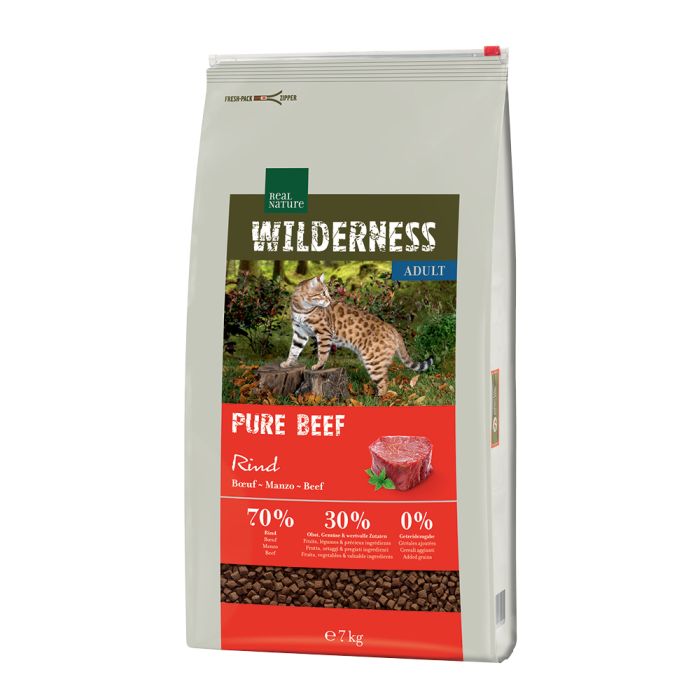 FRESH-PACK ZIPPER
REAL
NATURE
WILDERNESS
ADULT
PURE BEEF
Rind
Bœuf ~ Manzo ~ Beef
70% 30% 0%
Rind
Bœuf
Manzo
Beef
Obst, Gemüse & wertvolle Zutaten
Fruits, légumes & précieux ingrédients
Frutta, ortaggi & pregiati ingredienti
Fruits, vegetables & valuable ingredients
Getreidezugabe
Céréales ajoutées
Cereali aggiunti
Added grains
℮ 7 kg